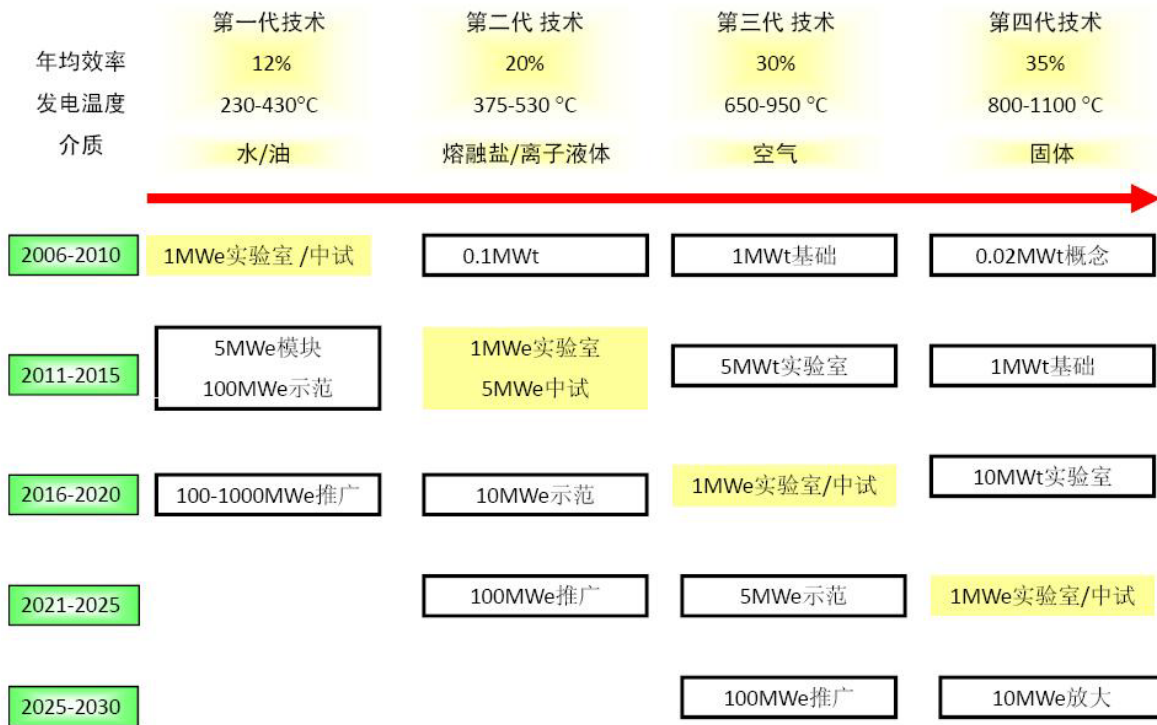 第一代技术 第二代 技术 第三代 技术 第四代 技术
年均效率 12% 20% 30% 35%
发电温度 230-430°C 375-530 °C 650-950 °C 800-1100 °C
介质 水/油 熔融盐/离子液体 空气 固体
2006-2010 1MWe实验室 /中试 0.1MWt 1MWt基础 0.02MWt概念
5MWe模块 1MWe实验室
2011-2015 5MWt实验室 1MWt基础
100MWe示范 5MWe中试
2016-2020 100-1000MWe推广 10MWe示范 1MWe实验室/中试 10MWt实验室
2021-2025 100MWe推广 5MWe示范 1MWe实验室/中试
2025-2030 100MWe推广 10MWe放大